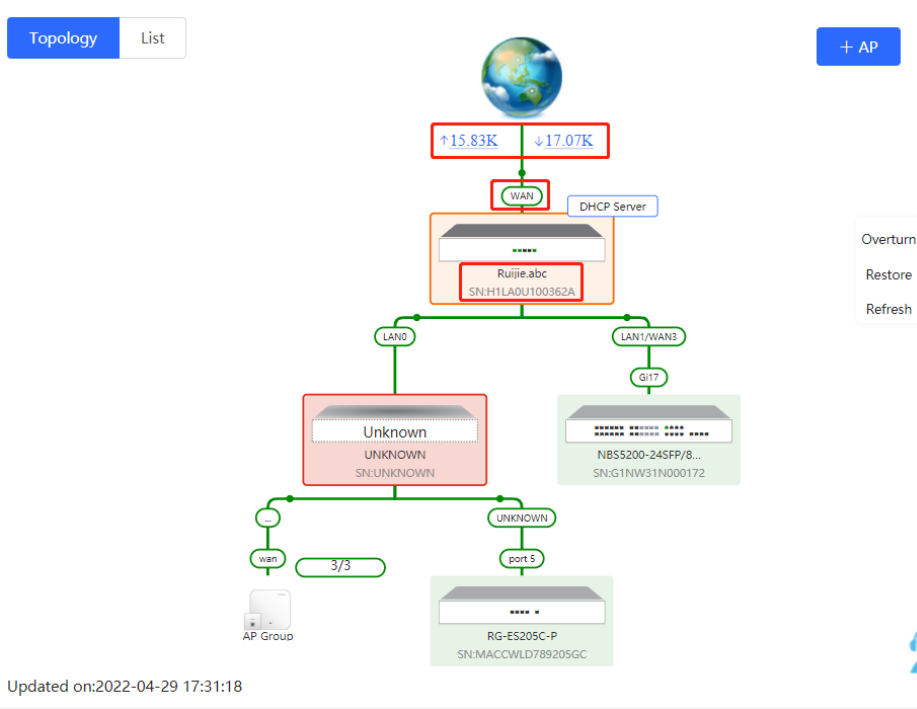 Topology
List
+ AP
↑15.83K
↓17.07K
WAN
DHCP Server
Ruijie.abc
SN:H1LA0U100362A
Overturn
Restore
Refresh
LAN0
LAN1/WAN3
Gi17
Unknown
UNKNOWN
SN:UNKNOWN
NBS5200-24SFP/8...
SN:G1NW31N000172
...
UNKNOWN
wan
3/3
port 5
AP Group
RG-ES205C-P
SN:MACCWLD789205GC
Updated on:2022-04-29 17:31:18